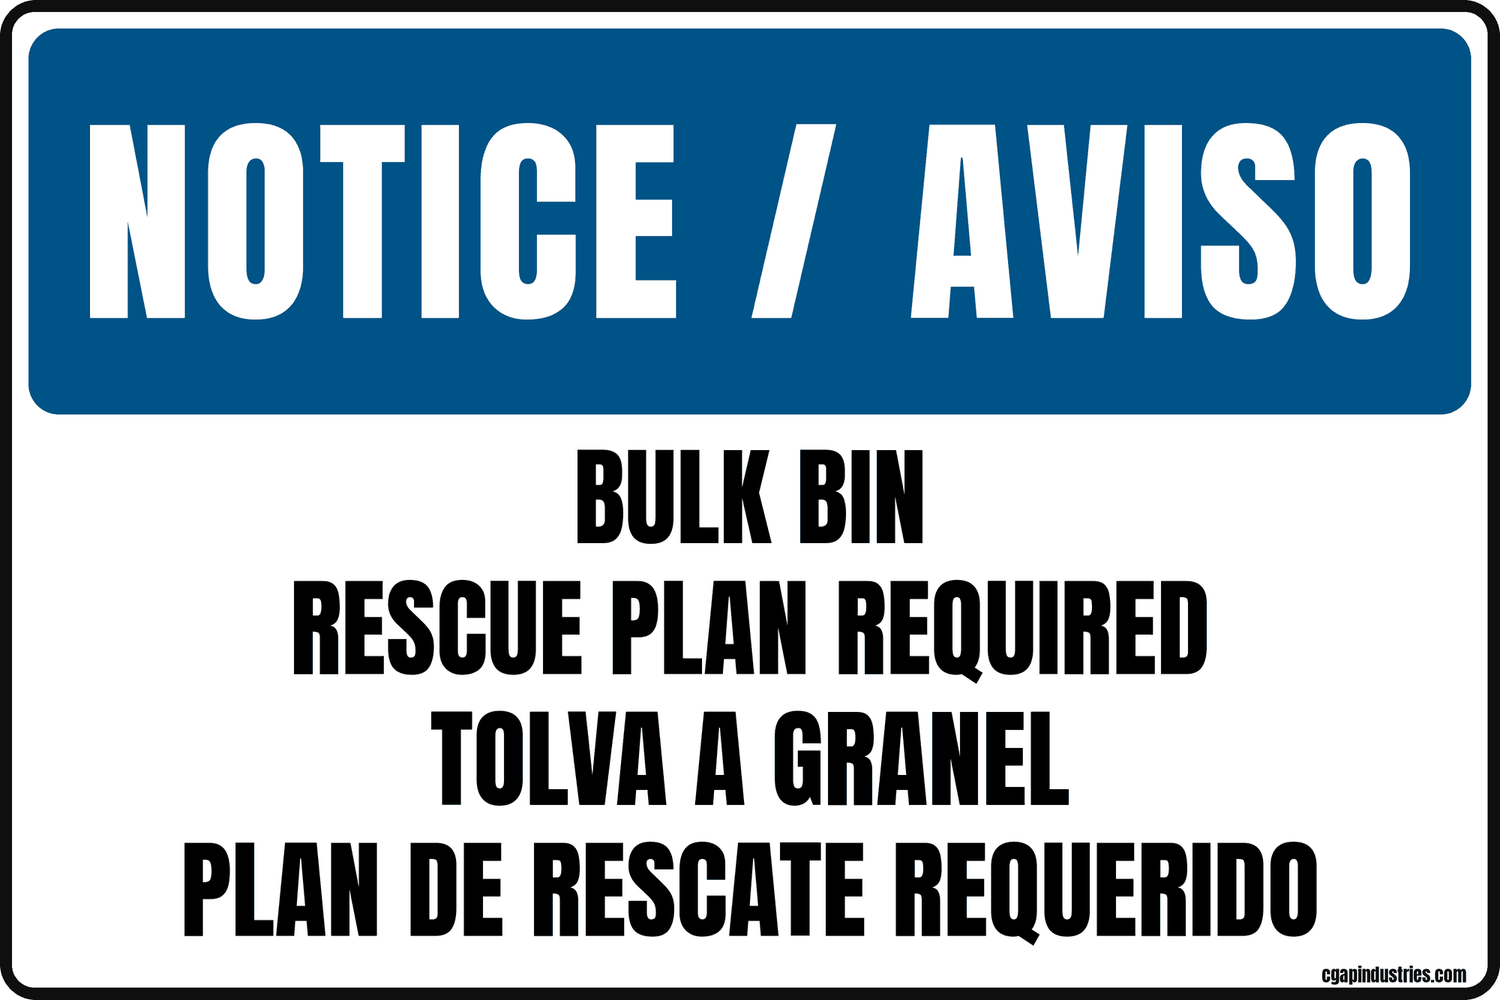 NOTICE / AVISO
BULK BIN
RESCUE PLAN REQUIRED
TOLVA A GRANEL
PLAN DE RESCATE REQUERIDO
cgapindustries.com